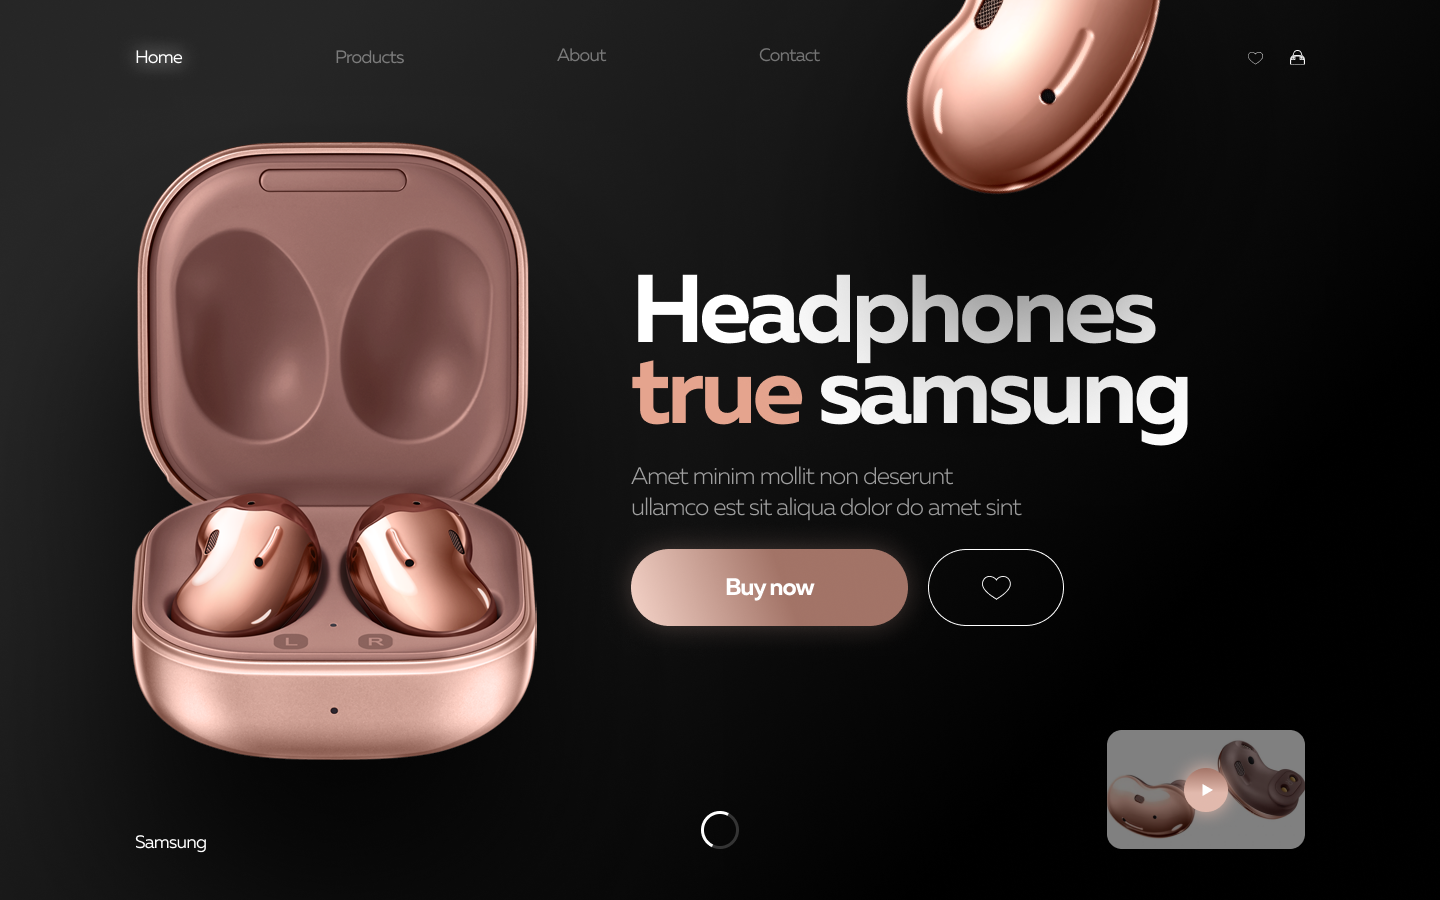 Home
Products
About
Contact
Headphones
true samsung
Amet minim mollit non deserunt
ullamco est sit aliqua dolor do amet sint
Buy now
L
R
Samsung